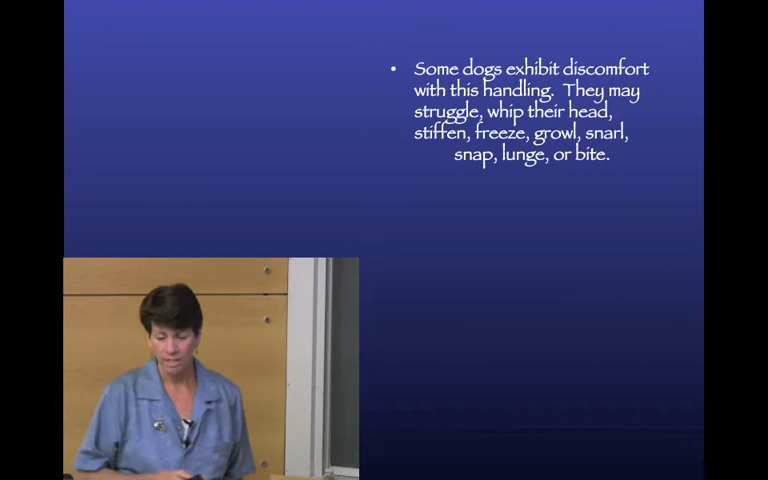 • Some dogs exhibit discomfort
with this handling. They may
struggle, whip their head,
stiffen, freeze, growl, snarl,
snap, lunge, or bite.